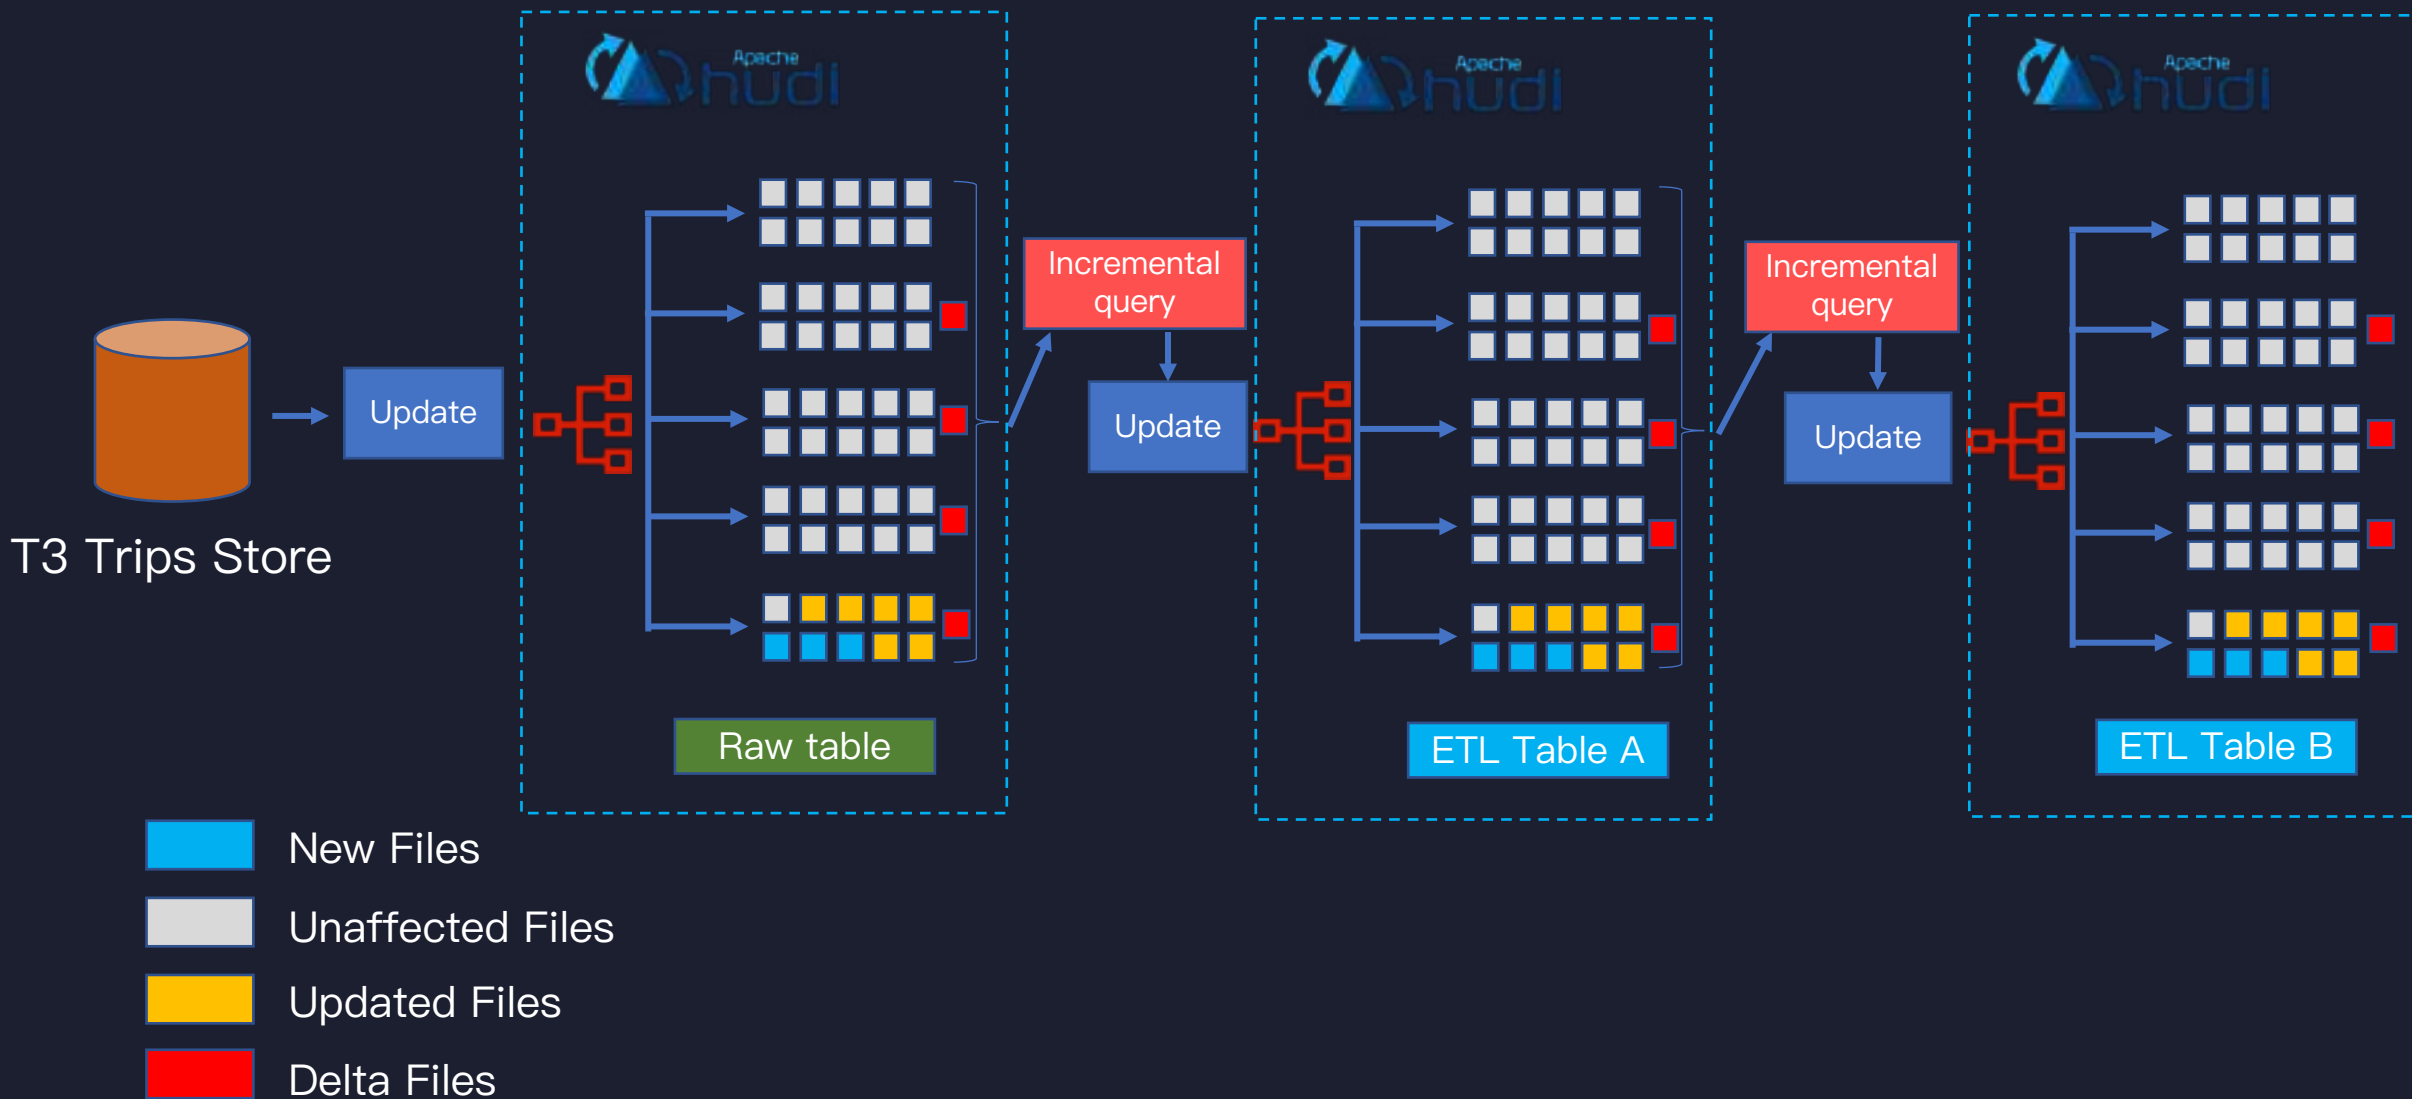 Apache
hudi
Apache
hudi
Apache
hudi
Incremental
query
Incremental
query
Update
Update
Update
T3 Trips Store
Raw table
ETL Table A
ETL Table B
New Files
Unaffected Files
Updated Files
Delta Files